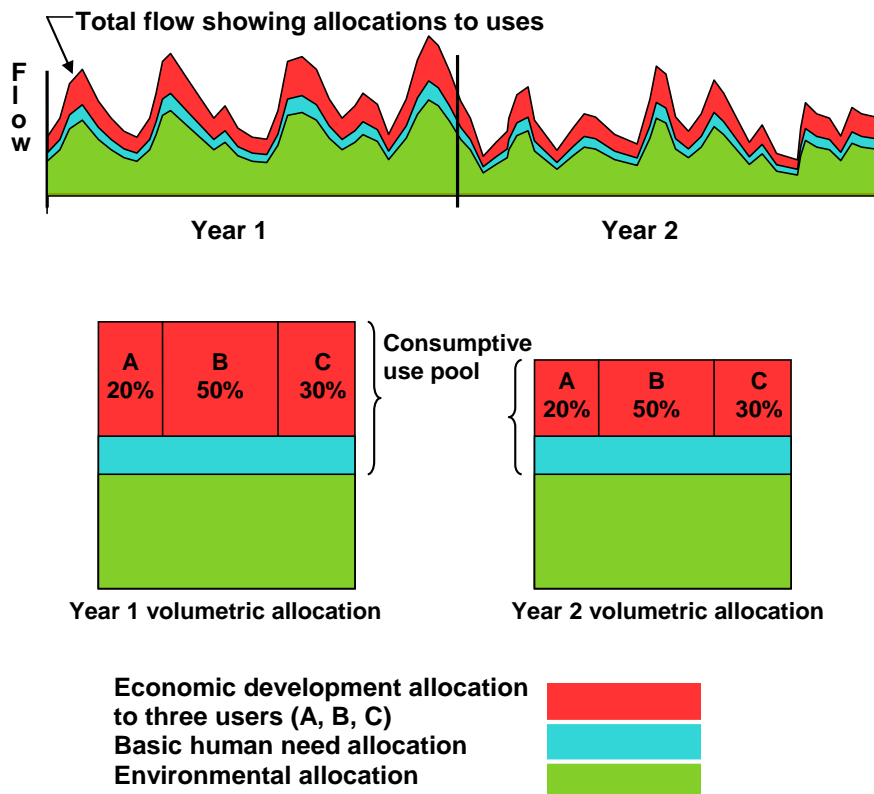 Total flow showing allocations to uses
Flow
Year 1
Year 2
Consumptive
use pool
A
20%
B
50%
C
30%
A
20%
B
50%
C
30%
Year 1 volumetric allocation
Year 2 volumetric allocation
Economic development allocation
to three users (A, B, C)
Basic human need allocation
Environmental allocation